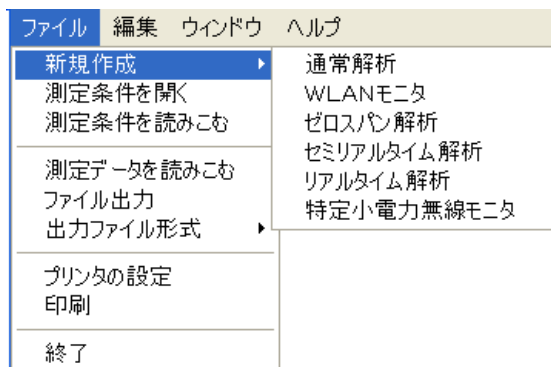 ファイル 編集 ウィンドウ ヘルプ
新規作成
測定条件を開く
測定条件を読みこむ
測定データを読みこむ
ファイル出力
出力ファイル形式
プリンタの設定
印刷
終了
通常解析
WLANモニタ
ゼロスパン解析
セミリアルタイム解析
リアルタイム解析
特定小電力無線モニタ